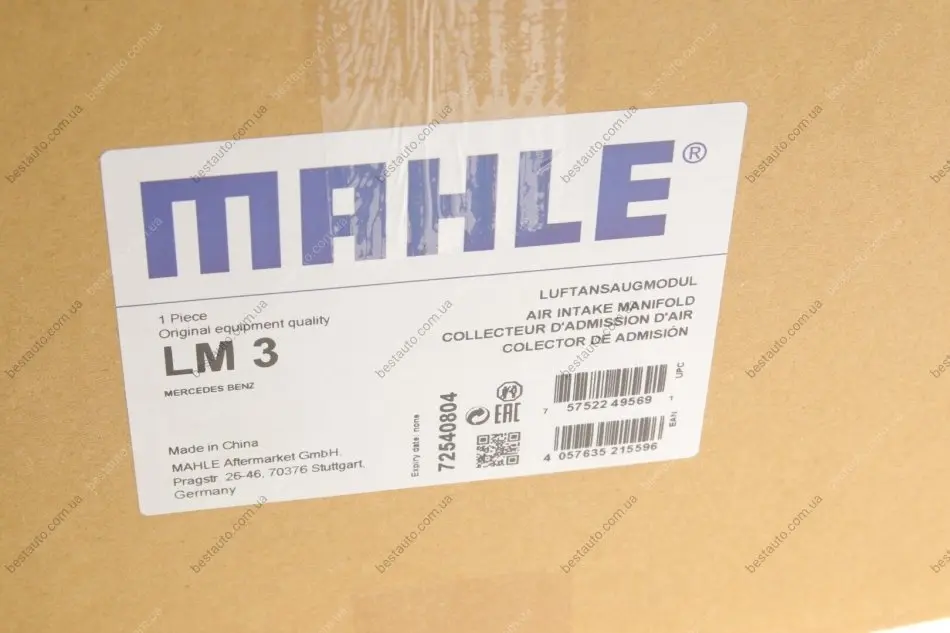 MAHLE®
1 Piece
Original equipment quality
LM 3
MERCEDES BENZ
LUFTANSAUGMODUL
AIR INTAKE MANIFOLD
COLLECTEUR D'ADMISSION D'AIR
COLECTOR DE ADMISIÓN
Made in China
MAHLE Aftermarket GmbH.
Pragstr. 26-46, 70376 Stuttgart,
Germany
Expiry date: none
72540804
EAC
UPC
7 57522 49569 1
EAN
4 057635 215596
bestauto.com.ua